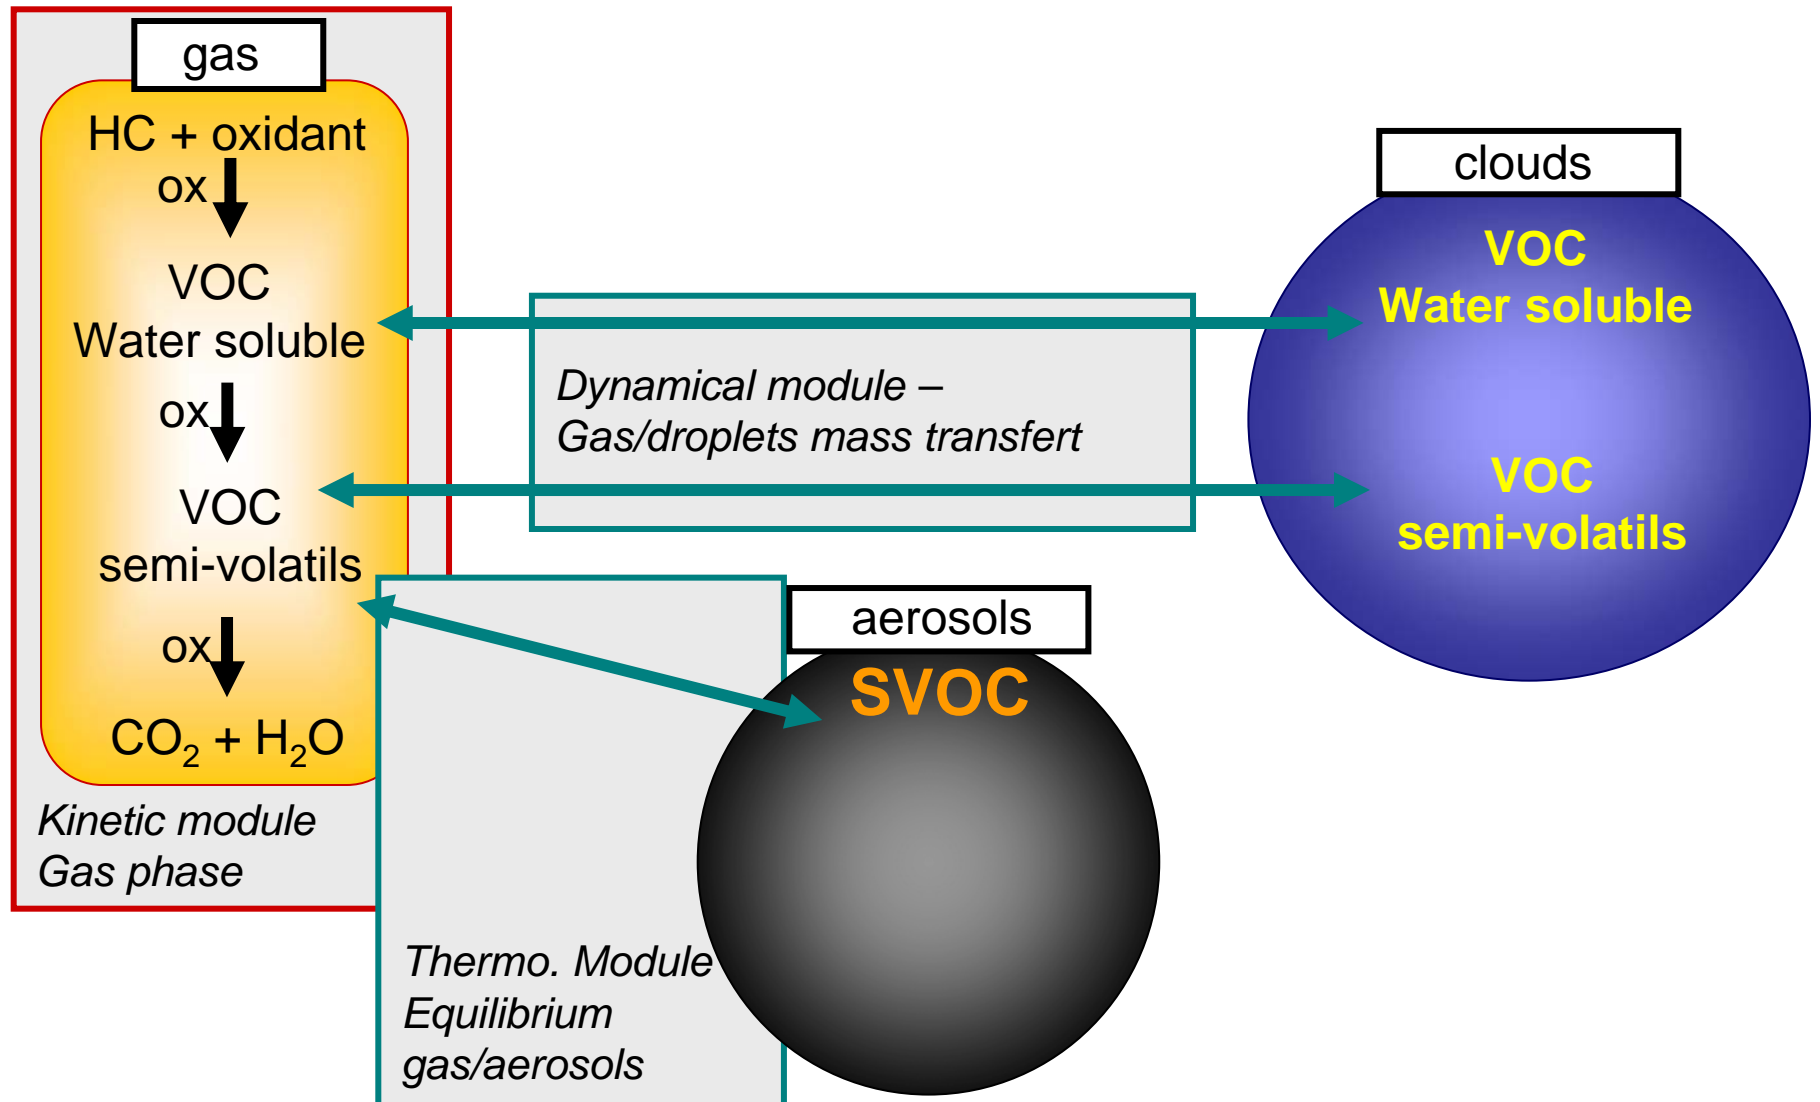 gas
HC + oxidant
ox
VOC
Water soluble
ox
VOC
semi-volatils
ox
CO₂ + H₂O
Kinetic module
Gas phase
Dynamical module –
Gas/droplets mass transfert
clouds
VOC
Water soluble
VOC
semi-volatils
aerosols
SVOC
Thermo. Module
Equilibrium
gas/aerosols